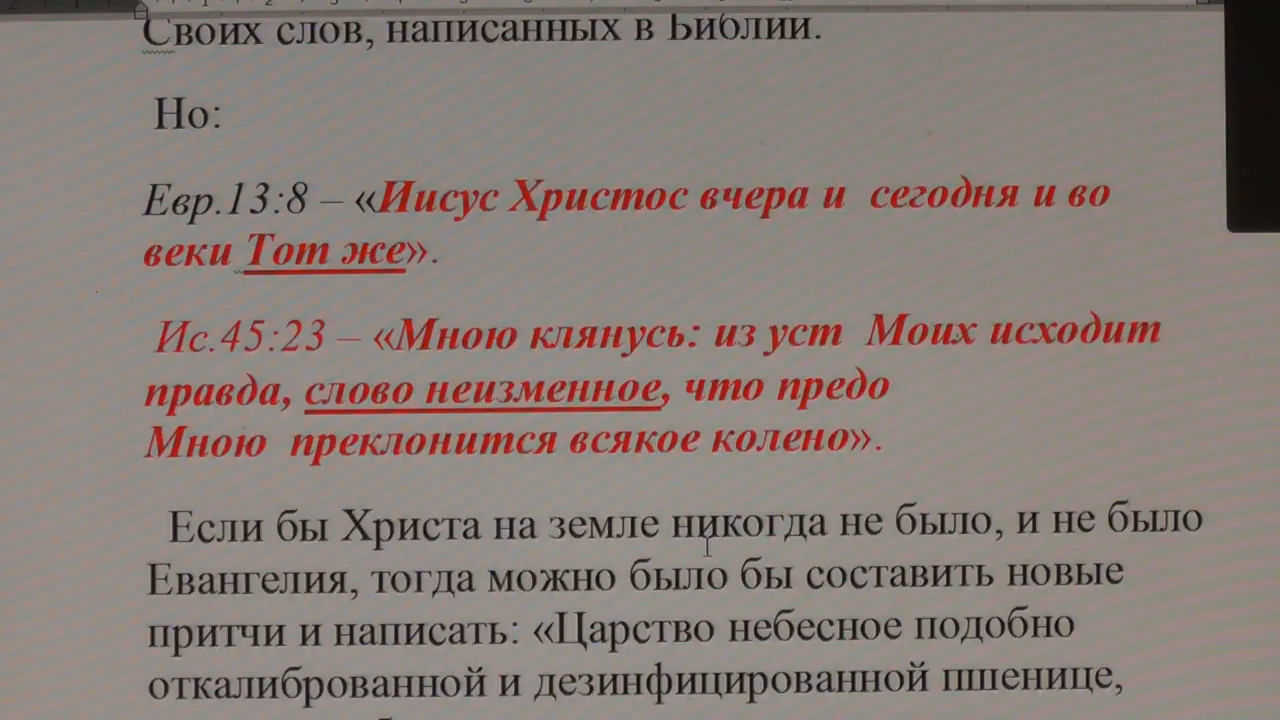 Своих слов, написанных в Библии.
Но:
Евр.13:8 – «Иисус Христос вчера и сегодня и во
веки Тот же».
Ис.45:23 – «Мною клянусь: из уст Моих исходит
правда, слово неизменное, что предо
Мною преклонится всякое колено».
Если бы Христа на земле никогда не было, и не было
Евангелия, тогда можно было бы составить новые
притчи и написать: «Царство небесное подобно
откалиброванной и дезинфицированной пшенице,